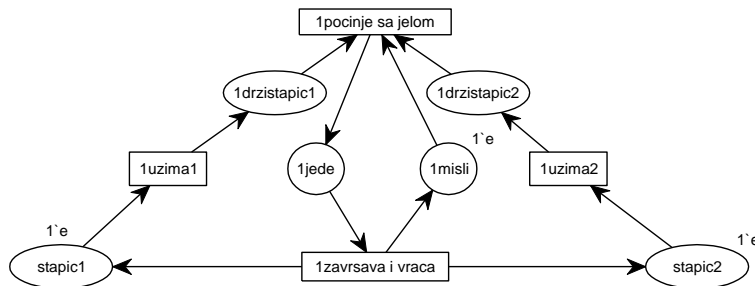 1pocinje sa jelom
1drzistapic1
1drzistapic2
1`e
1uzima1
1jede
1misli
1uzima2
1`e
1`e
stapic1
1zavrsava i vraca
stapic2